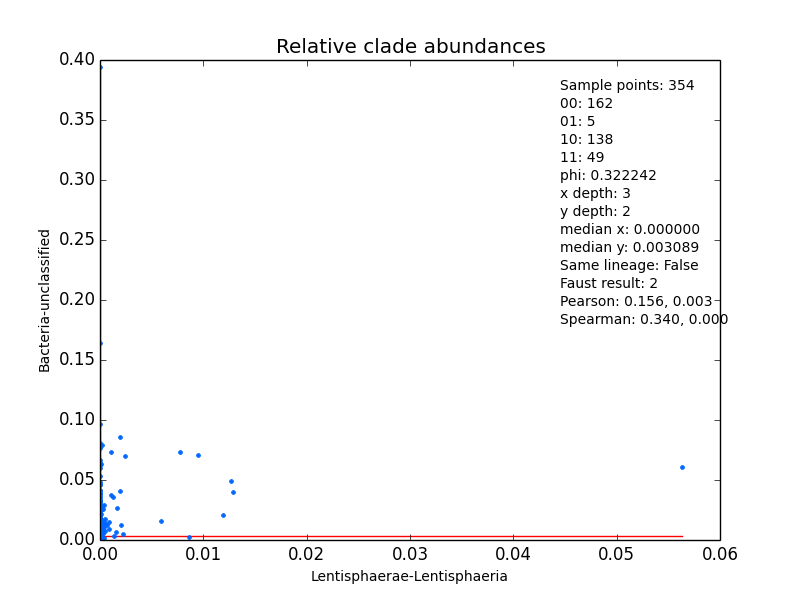 Relative clade abundances
0.40
0.35
0.30
0.25
0.20
0.15
0.10
0.05
0.00
Bacteria-unclassified
Sample points: 354
00: 162
01: 5
10: 138
11: 49
phi: 0.322242
x depth: 3
y depth: 2
median x: 0.000000
median y: 0.003089
Same lineage: False
Faust result: 2
Pearson: 0.156, 0.003
Spearman: 0.340, 0.000
0.00 0.01 0.02 0.03 0.04 0.05 0.06
Lentisphaerae-Lentisphaeria